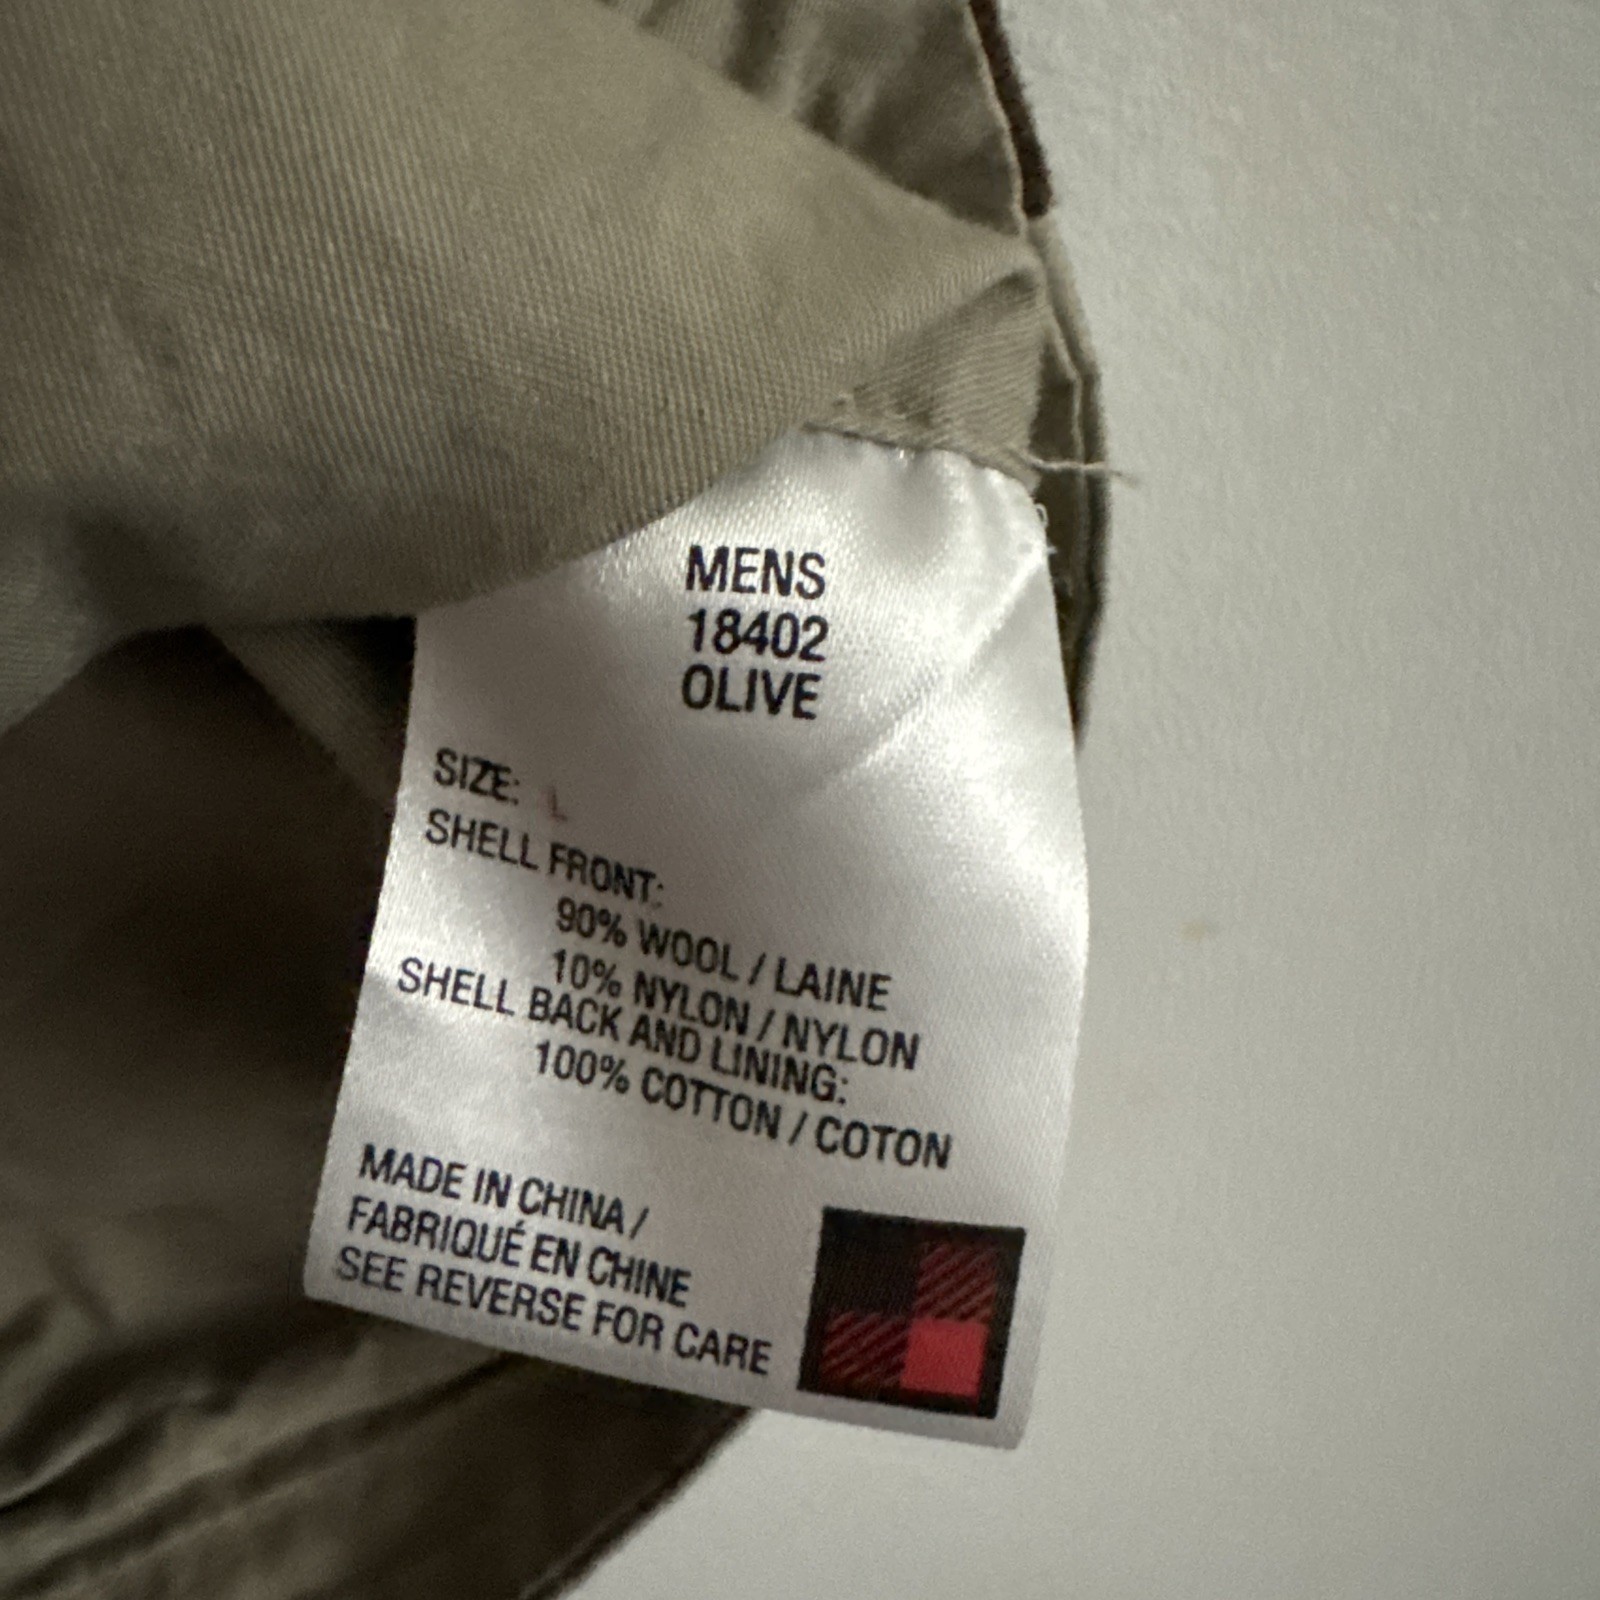 MENS
18402
OLIVE
SIZE: L
SHELL FRONT:
90% WOOL / LAINE
10% NYLON / NYLON
SHELL BACK AND LINING:
100% COTTON / COTON
MADE IN CHINA /
FABRIQUÉ EN CHINE
SEE REVERSE FOR CARE